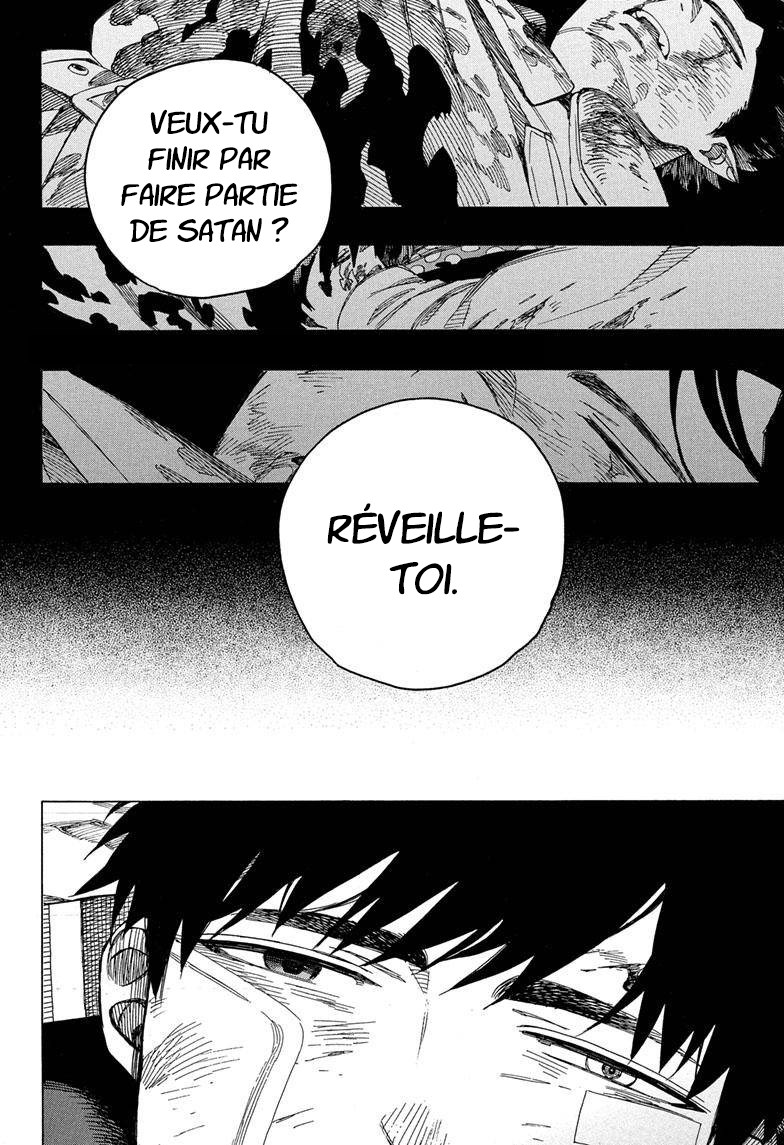 VEUX-TU
FINIR PAR
FAIRE PARTIE
DE SATAN ?
RÉVEILLE-
TOI.